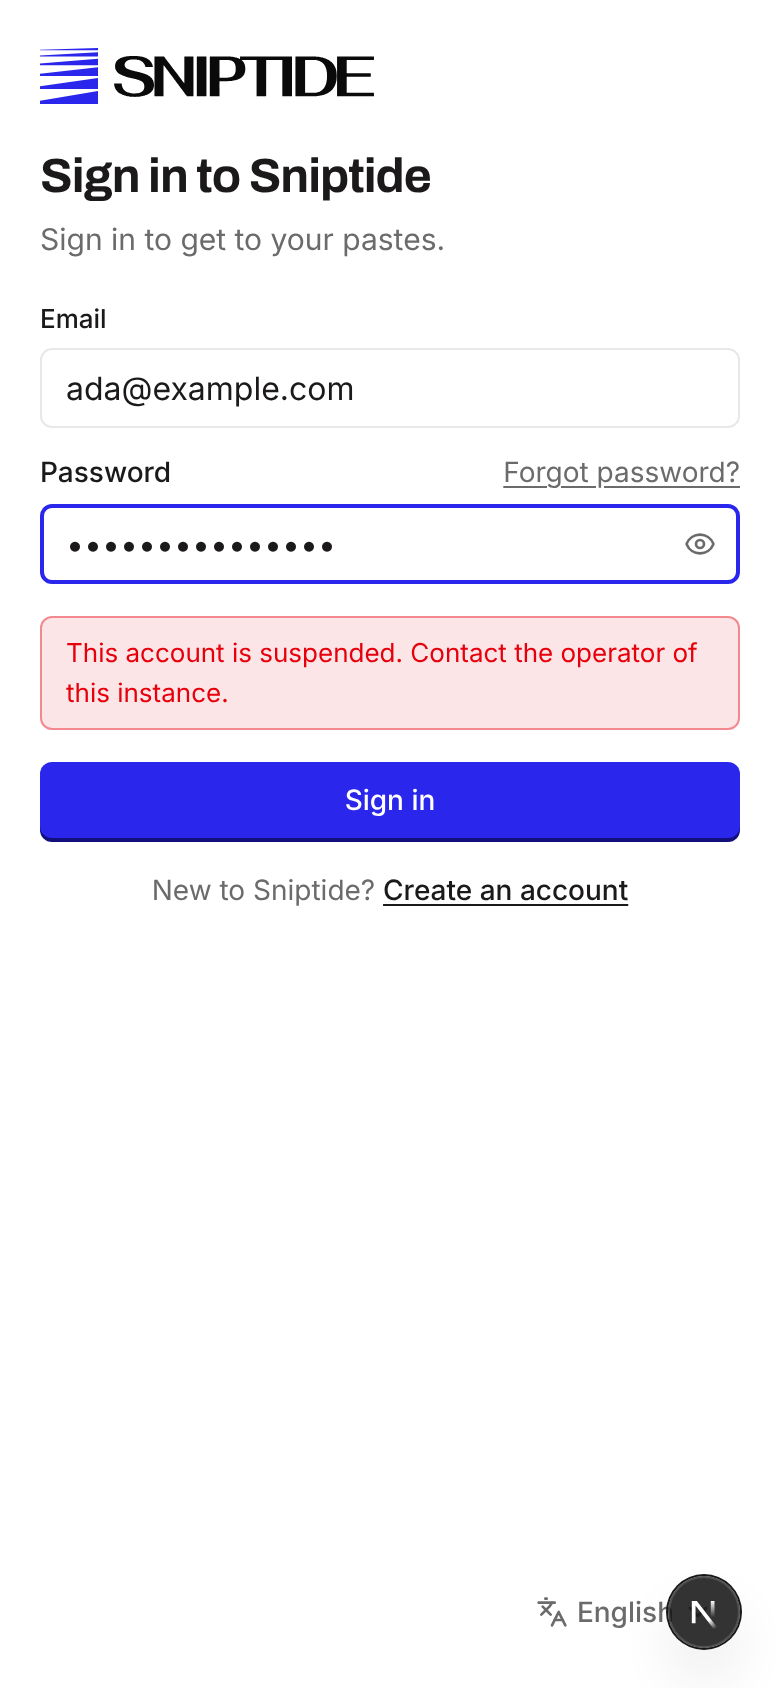 SNIPTIDE
Sign in to Sniptide
Sign in to get to your pastes.
Email
ada@example.com
Password
Forgot password?
This account is suspended. Contact the operator of
this instance.
Sign in
New to Sniptide? Create an account
English
N